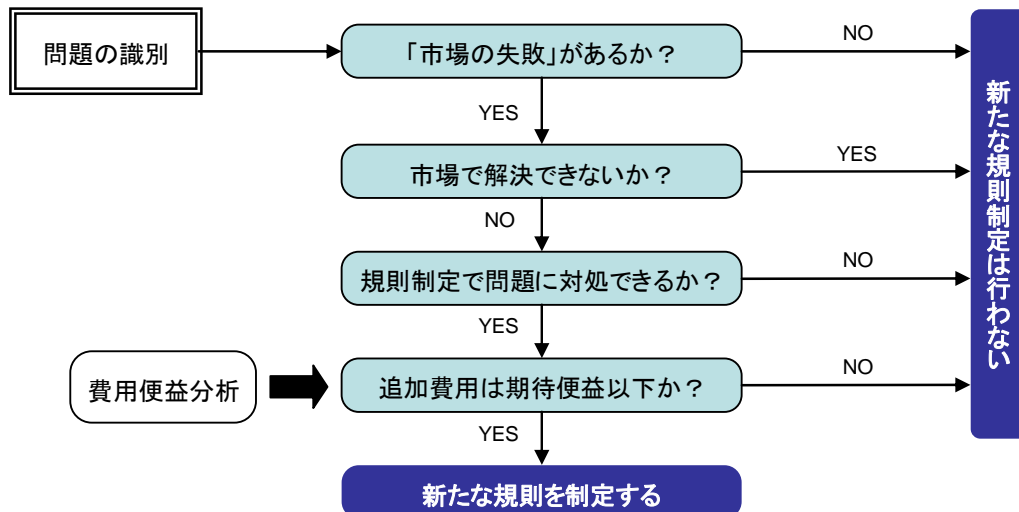 問題の識別
「市場の失敗」があるか？
NO
YES
市場で解決できないか？
YES
NO
規則制定で問題に対処できるか？
NO
YES
費用便益分析
追加費用は期待便益以下か？
NO
YES
新たな規則を制定する
新たな規則制定は行わない